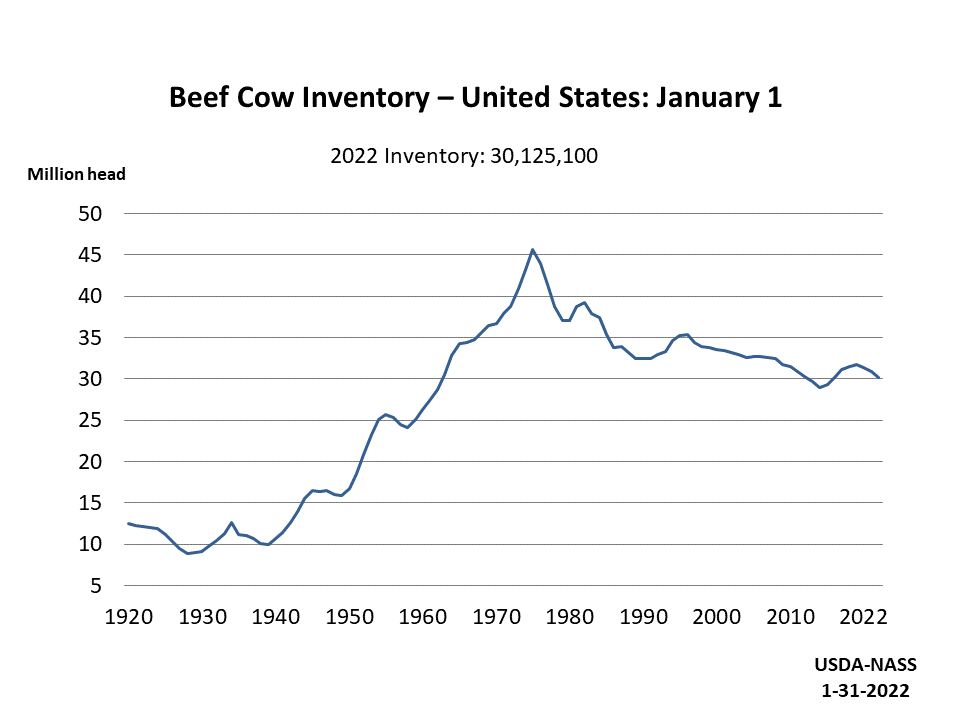 Beef Cow Inventory – United States: January 1
2022 Inventory: 30,125,100
Million head
50
45
40
35
30
25
20
15
10
5
1920 1930 1940 1950 1960 1970 1980 1990 2000 2010 2022
USDA-NASS
1-31-2022